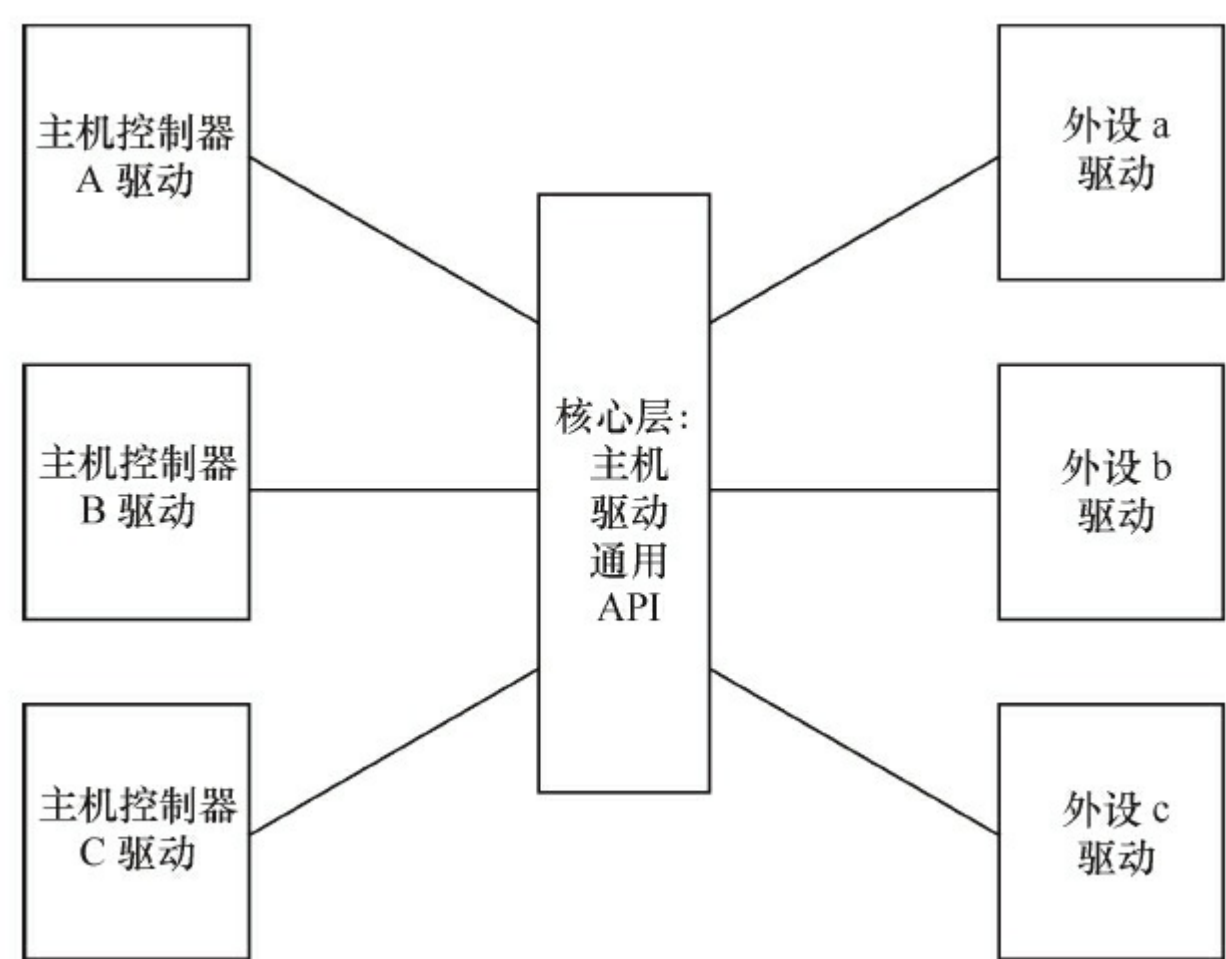 主机控制器
A 驱动
主机控制器
B 驱动
主机控制器
C 驱动
核心层:
主机
驱动
通用
API
外设 a
驱动
外设 b
驱动
外设 c
驱动